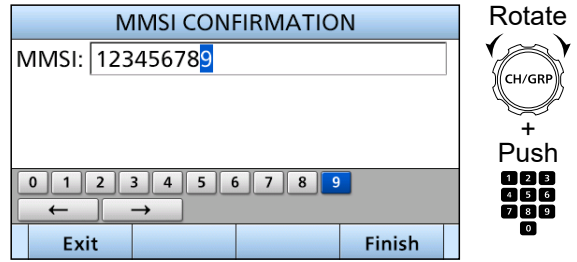 MMSI CONFIRMATION
MMSI: 123456789
0 1 2 3 4 5 6 7 8 9
← →
Exit Finish
Rotate
CH/GRP
+
Push
1 2 3
4 5 6
7 8 9
0